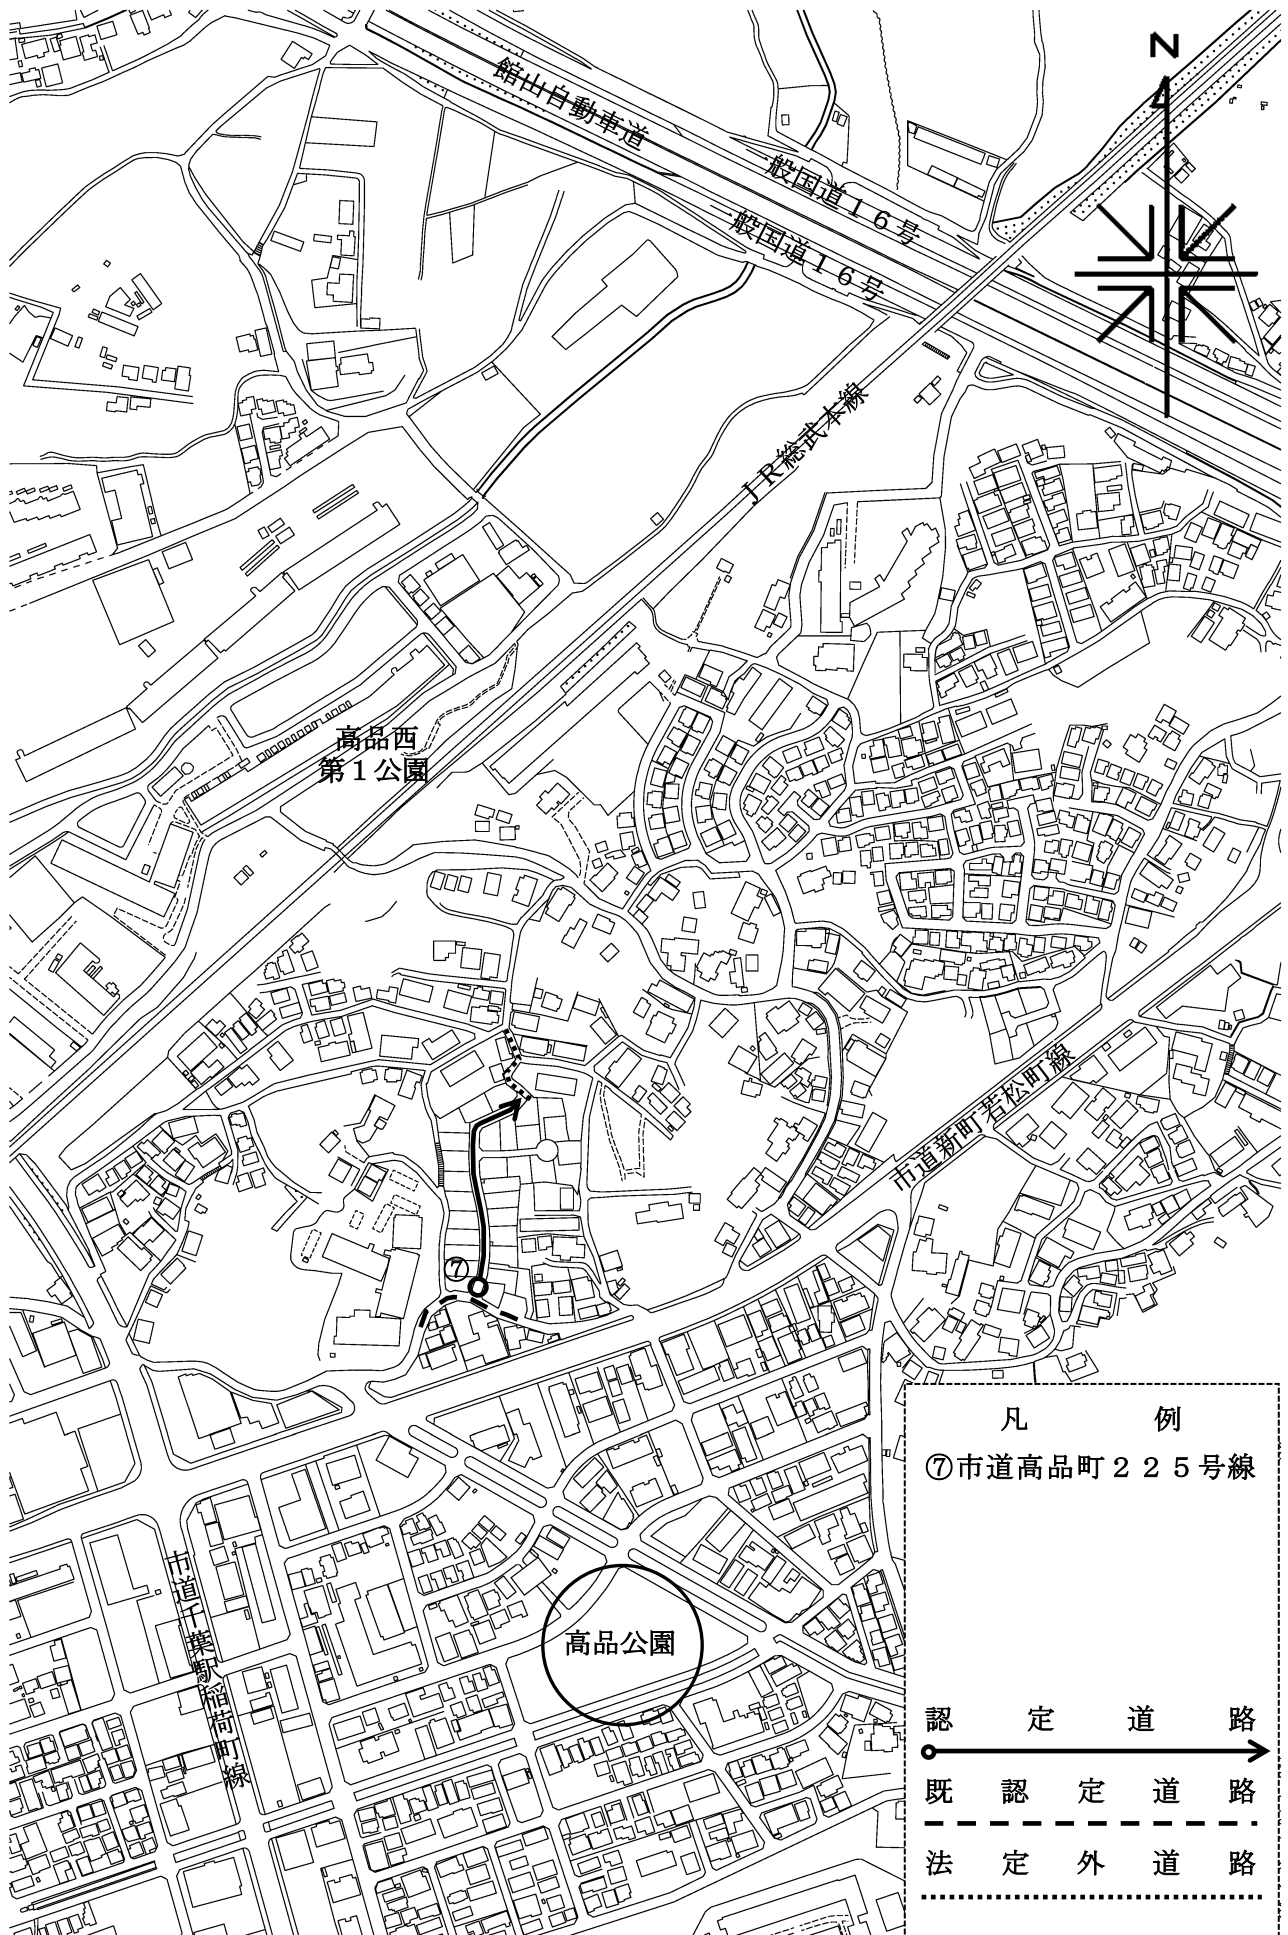 N
館山自動車道
一般国道１６号
一般国道１６号
ＪＲ総武本線
高品西
第１公園
市道新町若松町線
⑦
凡例
⑦市道高品町２２５号線
高品公園
市道千葉駅稲荷町線
認定道路
既認定道路
法定外道路